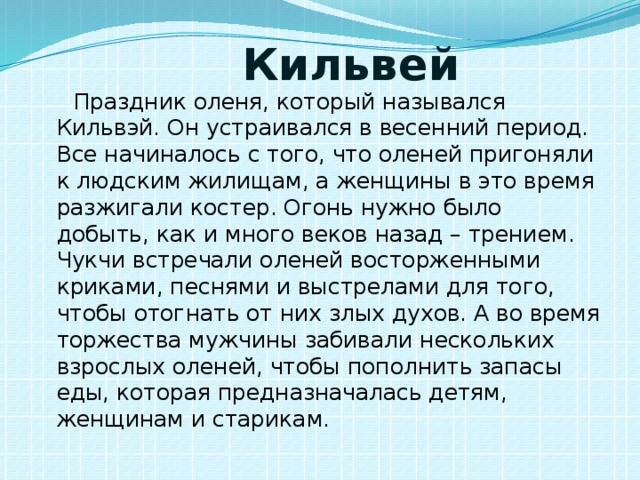 Кильвей
Праздник оленя, который назывался
Кильвэй. Он устраивался в весенний период.
Все начиналось с того, что оленей пригоняли
к людским жилищам, а женщины в это время
разжигали костер. Огонь нужно было
добыть, как и много веков назад – трением.
Чукчи встречали оленей восторженными
криками, песнями и выстрелами для того,
чтобы отогнать от них злых духов. А во время
торжества мужчины забивали нескольких
взрослых оленей, чтобы пополнить запасы
еды, которая предназначалась детям,
женщинам и старикам.